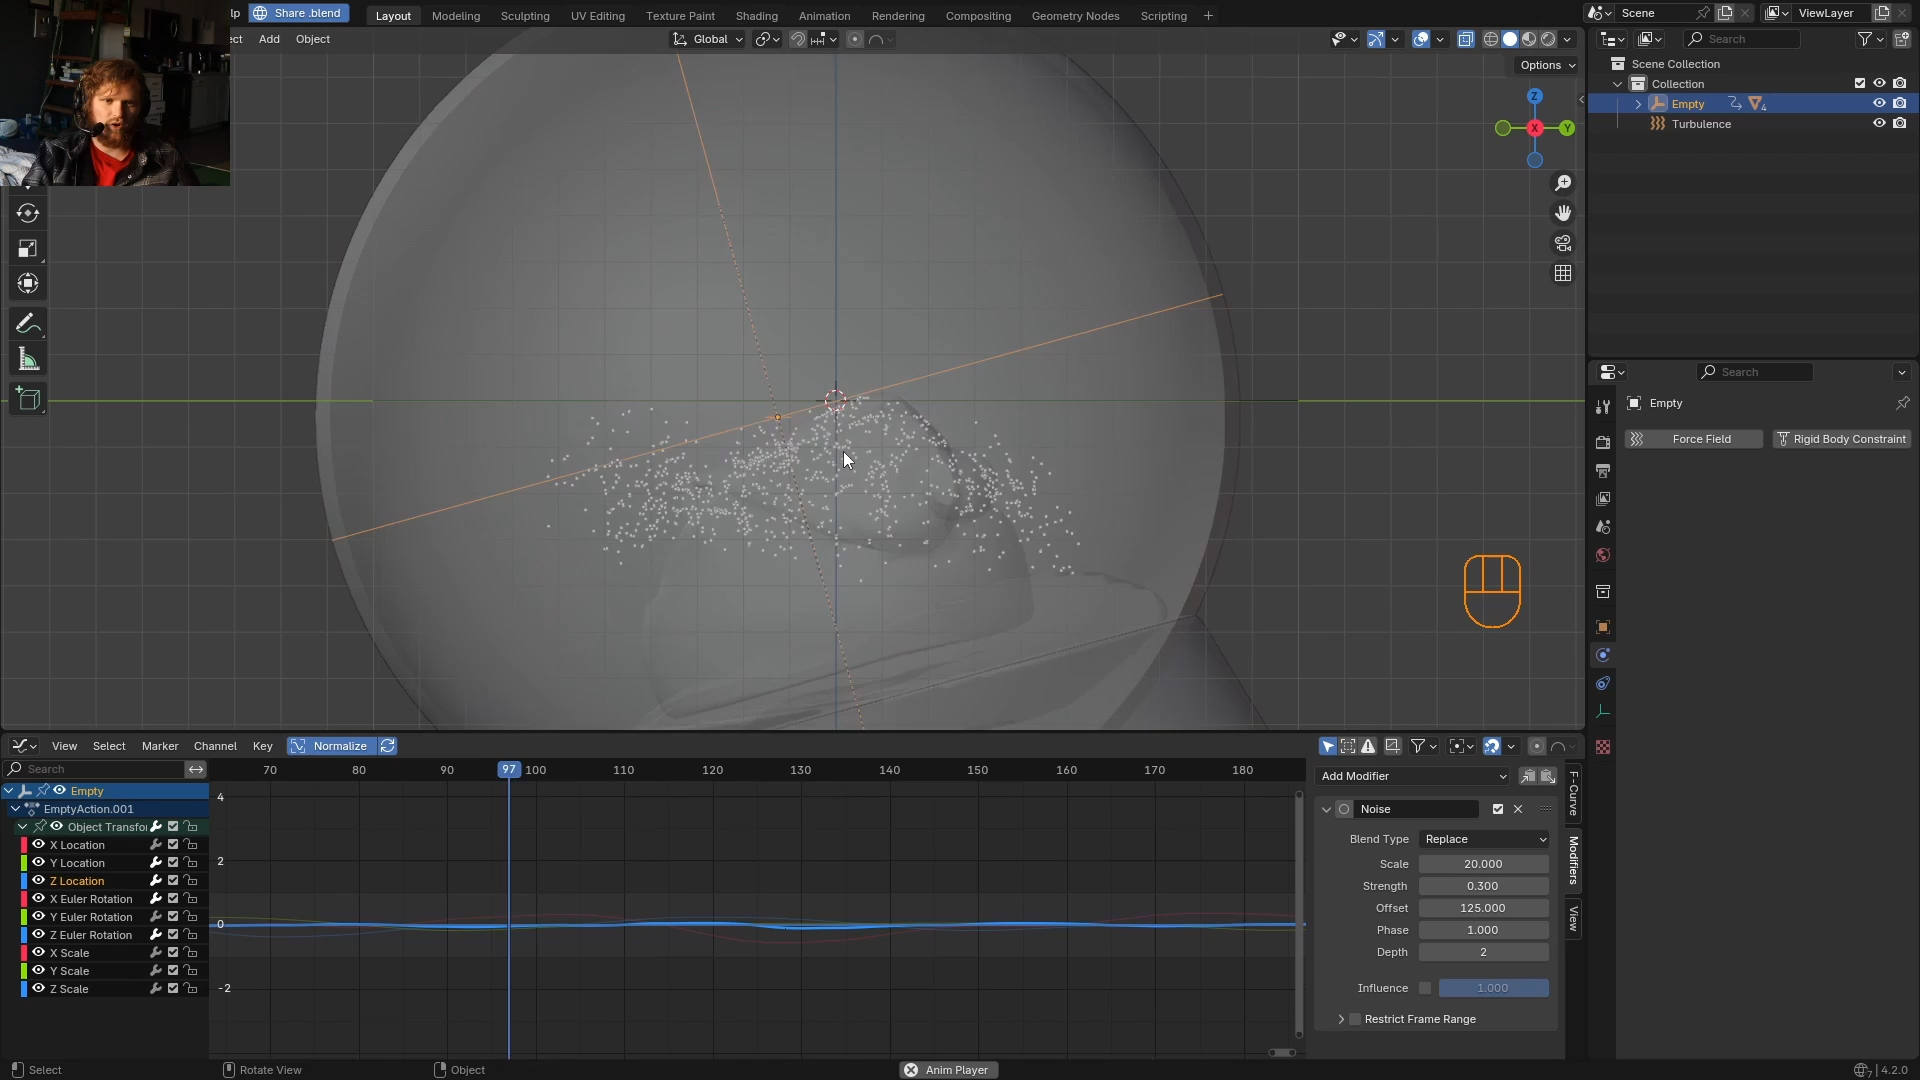 lp
Share .blend
Layout
Modeling
Sculpting
UV Editing
Texture Paint
Shading
Animation
Rendering
Compositing
Geometry Nodes
Scripting
+
Scene
ViewLayer
ect
Add
Object
Global
Search
Options
Scene Collection
Collection
Empty
4
Turbulence
Z
X
Y
Search
Empty
Force Field
Rigid Body Constraint
View
Select
Marker
Channel
Key
Normalize
Search
70
80
90
97
100
110
120
130
140
150
160
170
180
Add Modifier
Empty
EmptyAction.001
Object Transfo
X Location
Y Location
Z Location
X Euler Rotation
Y Euler Rotation
Z Euler Rotation
X Scale
Y Scale
Z Scale
4
2
0
-2
Noise
Blend Type
Replace
Scale
20.000
Strength
0.300
Offset
125.000
Phase
1.000
Depth
2
Influence
1.000
Restrict Frame Range
F-Curve
Modifiers
View
Select
Rotate View
Object
Anim Player
4.2.0